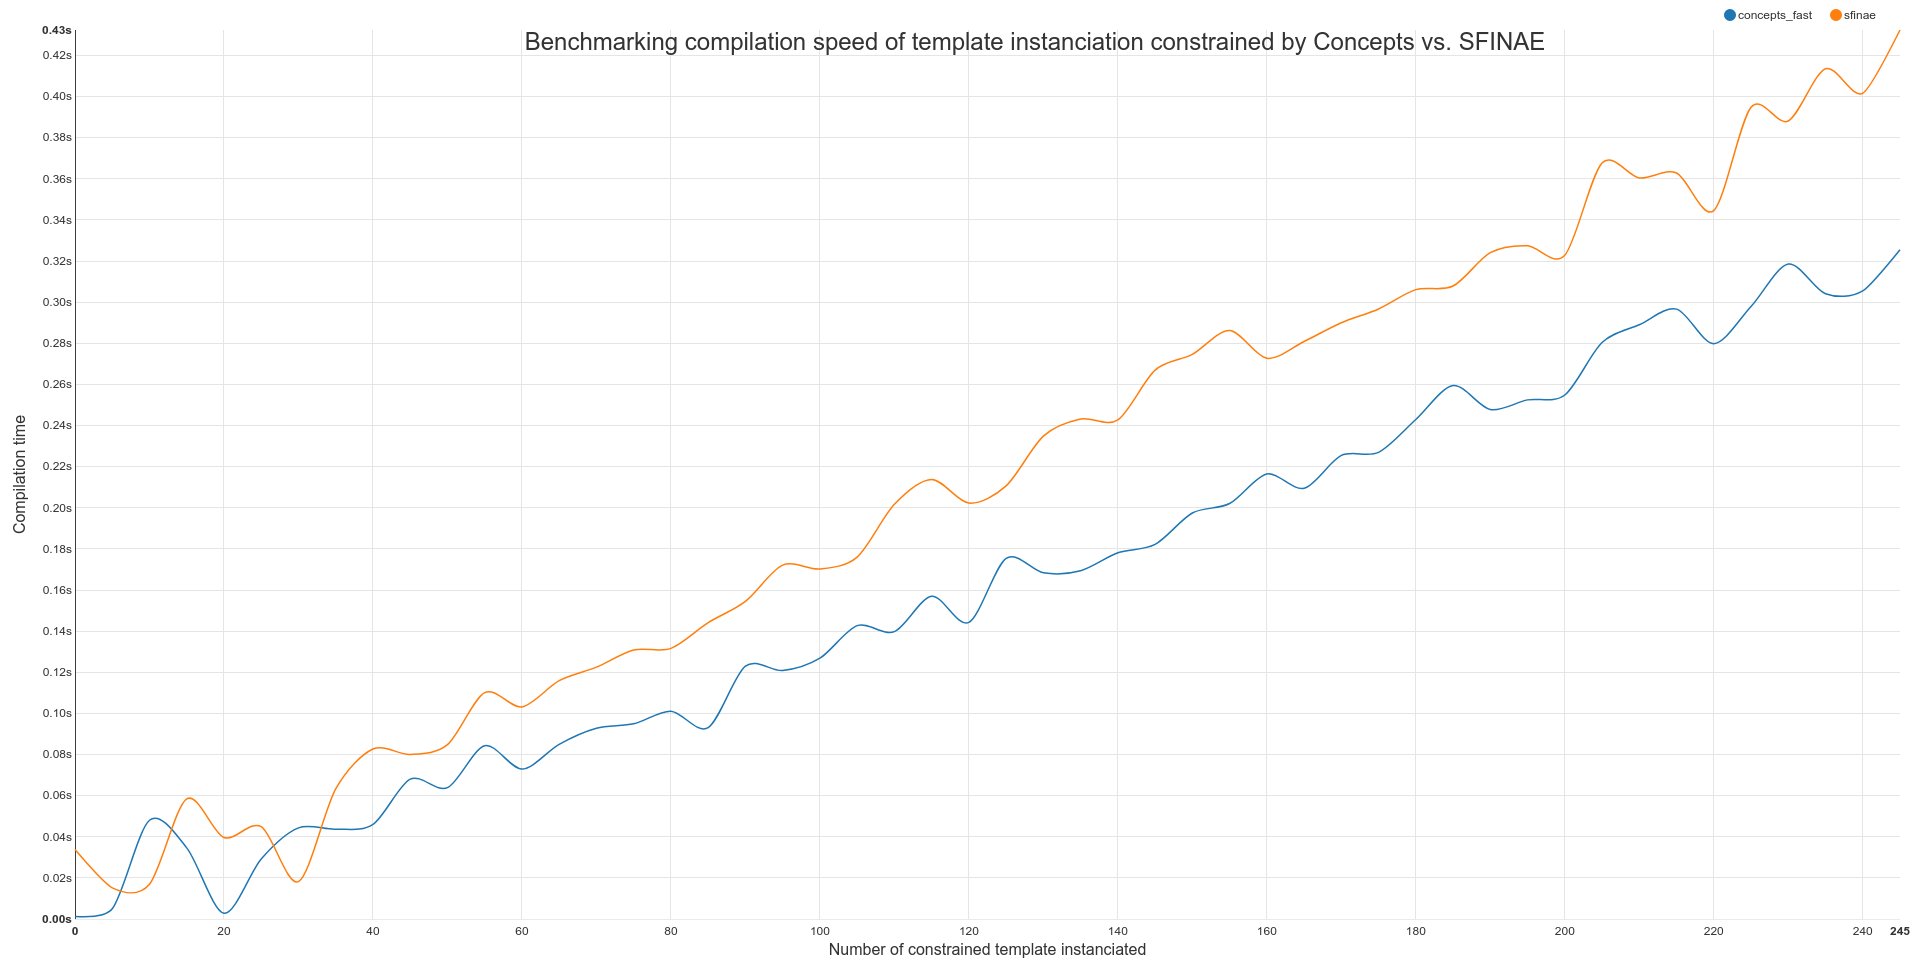 concepts_fast sfinae
Benchmarking compilation speed of template instanciation constrained by Concepts vs. SFINAE
0.43s
0.42s
0.40s
0.38s
0.36s
0.34s
0.32s
0.30s
0.28s
0.26s
0.24s
0.22s
0.20s
0.18s
0.16s
0.14s
0.12s
0.10s
0.08s
0.06s
0.04s
0.02s
0.00s
Compilation time
0 20 40 60 80 100 120 140 160 180 200 220 240 245
Number of constrained template instanciated